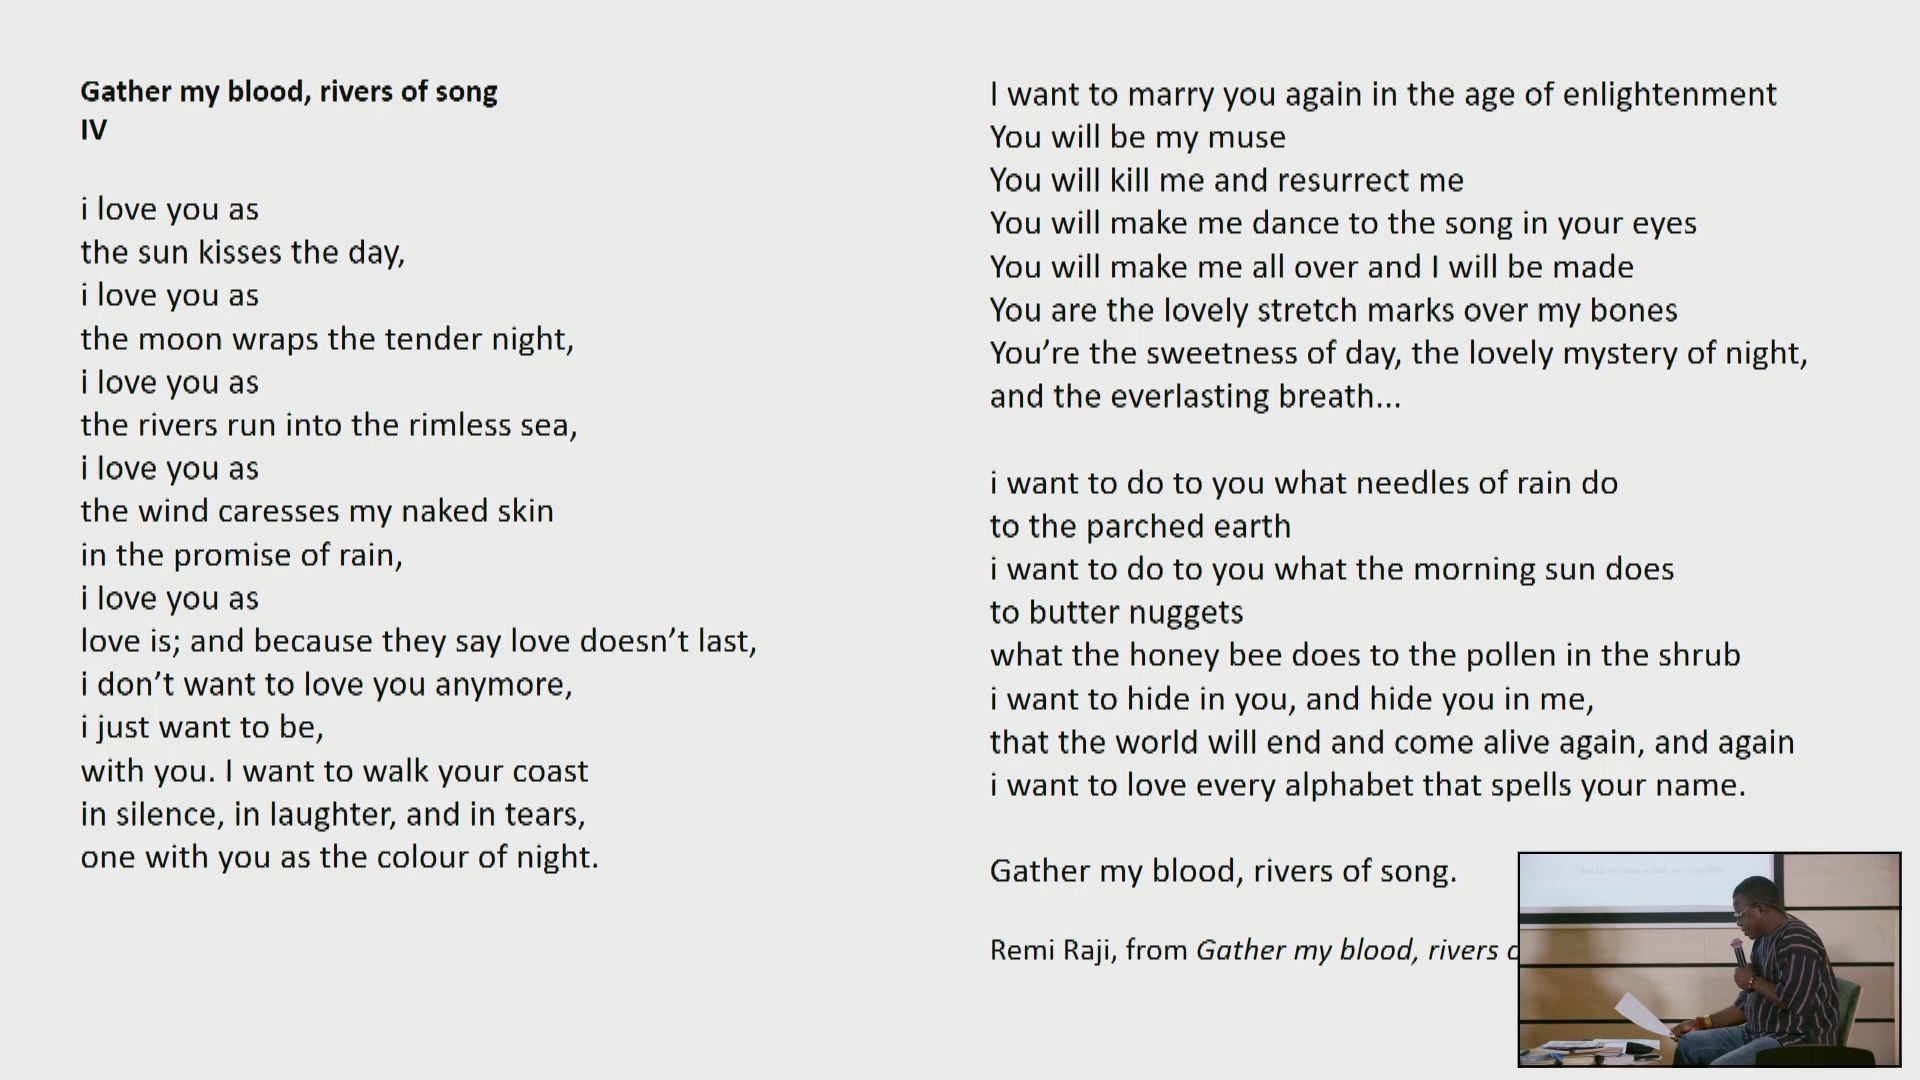 Gather my blood, rivers of song
IV
i love you as
the sun kisses the day,
i love you as
the moon wraps the tender night,
i love you as
the rivers run into the rimless sea,
i love you as
the wind caresses my naked skin
in the promise of rain,
i love you as
love is; and because they say love doesn’t last,
i don’t want to love you anymore,
i just want to be,
with you. I want to walk your coast
in silence, in laughter, and in tears,
one with you as the colour of night.
I want to marry you again in the age of enlightenment
You will be my muse
You will kill me and resurrect me
You will make me dance to the song in your eyes
You will make me all over and I will be made
You are the lovely stretch marks over my bones
You’re the sweetness of day, the lovely mystery of night,
and the everlasting breath...
i want to do to you what needles of rain do
to the parched earth
i want to do to you what the morning sun does
to butter nuggets
what the honey bee does to the pollen in the shrub
i want to hide in you, and hide you in me,
that the world will end and come alive again, and again
i want to love every alphabet that spells your name.
Gather my blood, rivers of song.
Remi Raji, from Gather my blood, rivers